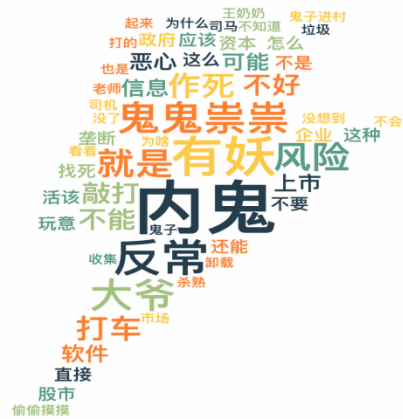 王奶奶
鬼子进村
起来 为什么 司马 不知道 垃圾
打的 政府 应该 资本 怎么
恶心 这么 可能 不是
也是
老师 信息 作死 不好
司机
鬼鬼祟祟 没想到 不会
没了
垄断 为啥 企业 这种
看着 就是 有妖 风险
找死
活该 敲打 内鬼 上市
不要
玩意 不能
鬼子
反常 还能
收集 卸载
大爷 杀熟
打车 市场
软件
直接
股市
偷偷摸摸